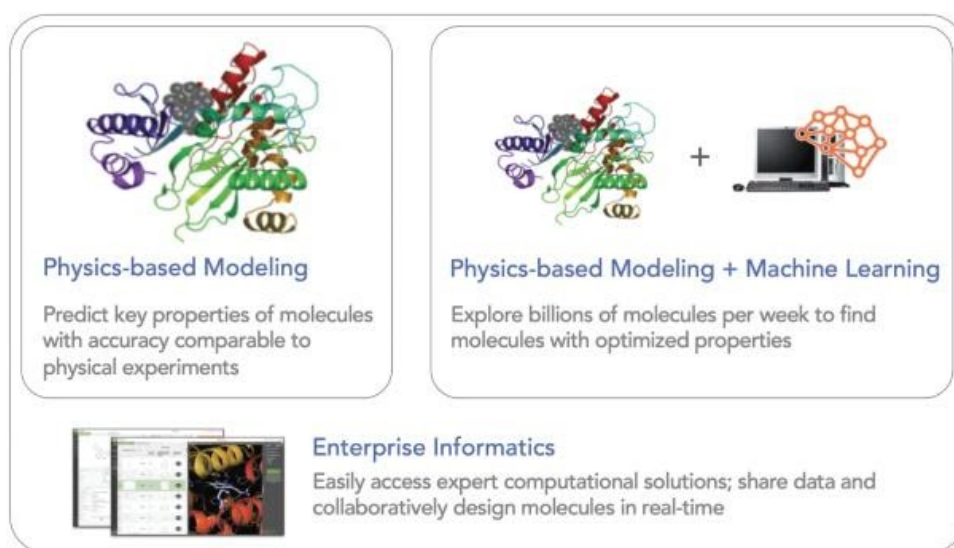 Physics-based Modeling
Predict key properties of molecules
with accuracy comparable to
physical experiments
+
Physics-based Modeling + Machine Learning
Explore billions of molecules per week to find
molecules with optimized properties
Enterprise Informatics
Easily access expert computational solutions; share data and
collaboratively design molecules in real-time